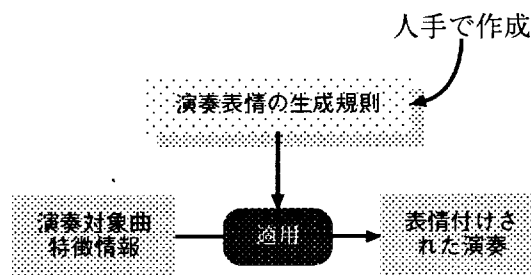 人手で作成
演奏表情の生成規則
演奏対象曲
特徴情報
適用
表情付けさ
れた演奏